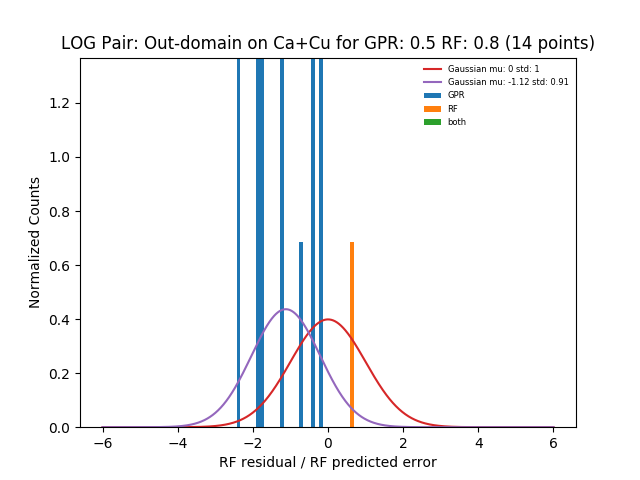 LOG Pair: Out-domain on Ca+Cu for GPR: 0.5 RF: 0.8 (14 points)
Gaussian mu: 0 std: 1
Gaussian mu: -1.12 std: 0.91
GPR
RF
both
Normalized Counts
1.2
1.0
0.8
0.6
0.4
0.2
0.0
−6 −4 −2 0 2 4 6
RF residual / RF predicted error